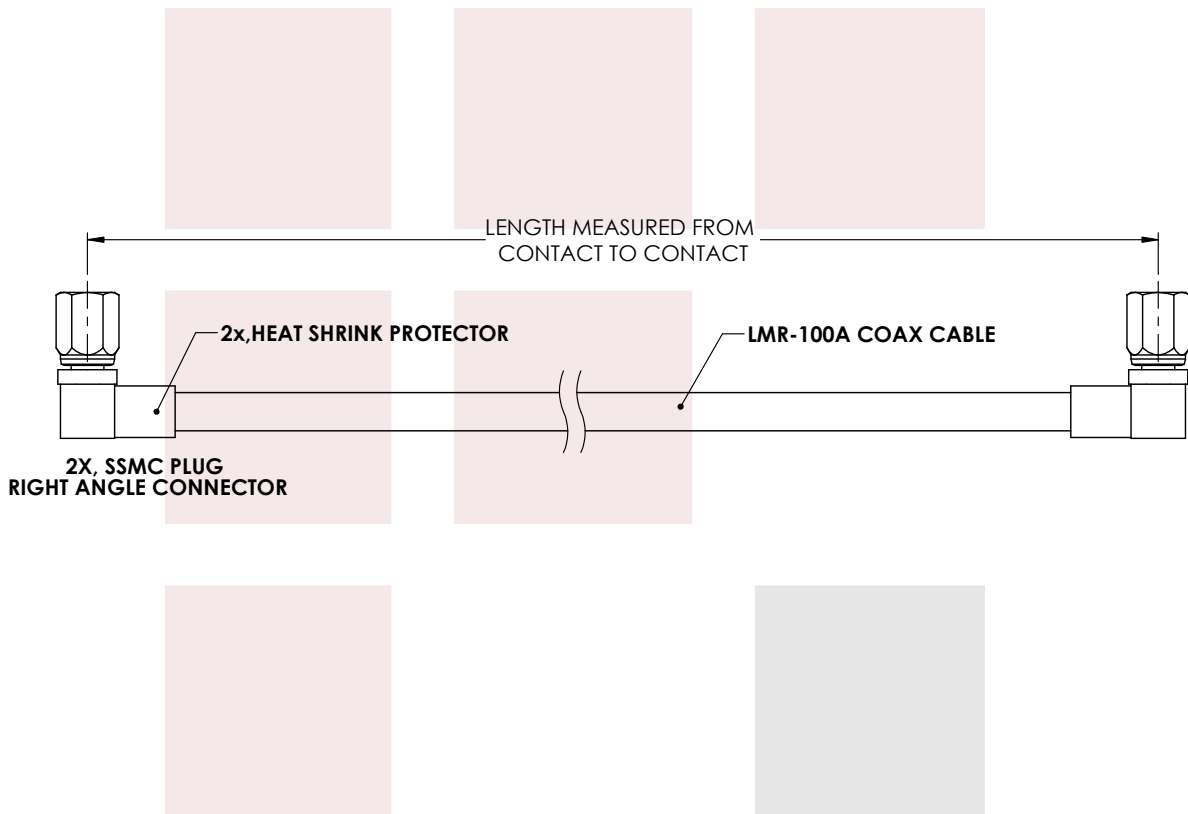 LENGTH MEASURED FROM
CONTACT TO CONTACT
2x,HEAT SHRINK PROTECTOR
LMR-100A COAX CABLE
2X, SSMC PLUG
RIGHT ANGLE CONNECTOR